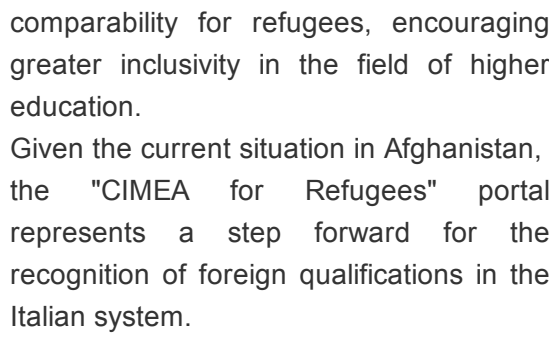 comparability for refugees, encouraging
greater inclusivity in the field of higher
education.
Given the current situation in Afghanistan,
the "CIMEA for Refugees" portal
represents a step forward for the
recognition of foreign qualifications in the
Italian system.